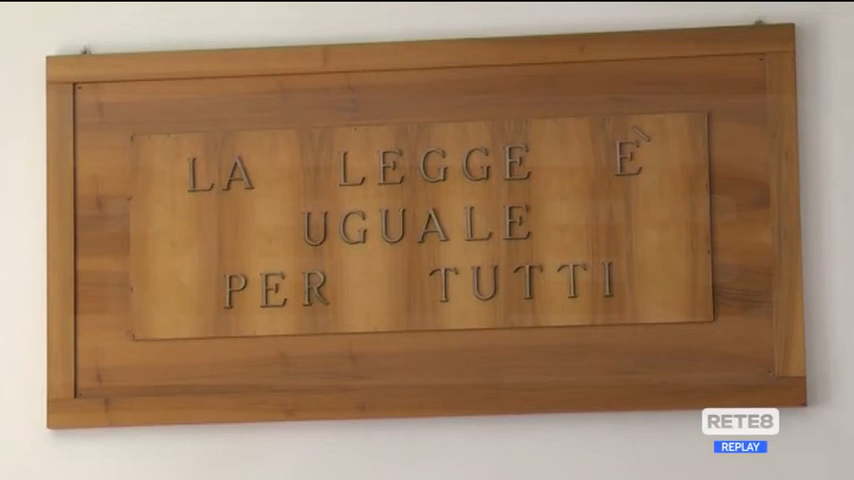 LA LEGGE È
UGUALE
PER TUTTI
RETE8
REPLAY